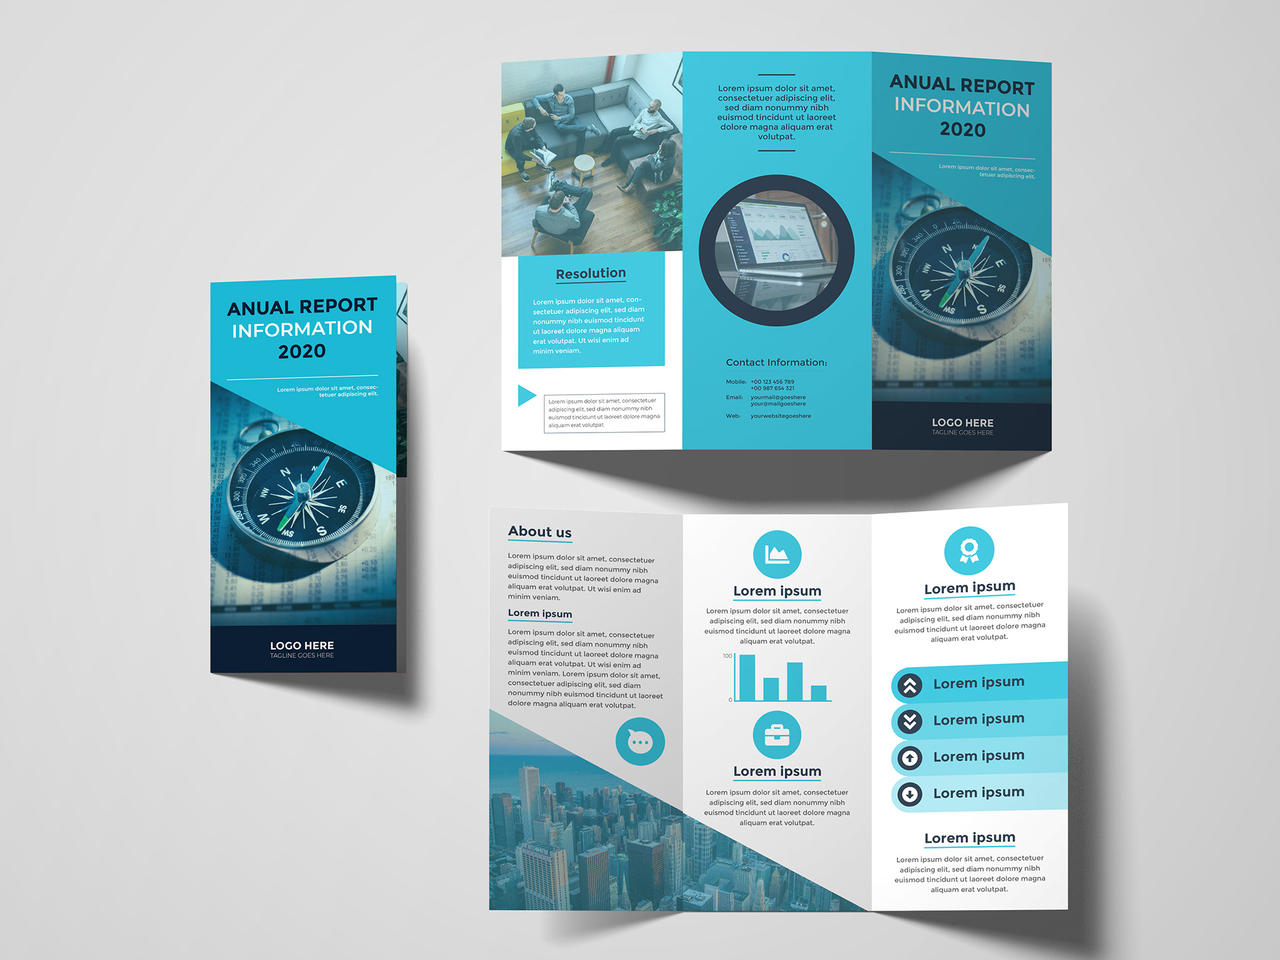 ANUAL REPORT
INFORMATION
2020
Lorem ipsum dolor sit amet, consec-
tetuer adipiscing elit.
N
E
SE
S
SW
W
NW
LOGO HERE
TAGLINE GOES HERE
Resolution
Lorem ipsum dolor sit amet, con-
sectetuer adipiscing elit, sed diam
nonummy nibh euismod tincidunt
ut laoreet dolore magna aliquam
erat volutpat. Ut wisi enim ad
minim veniam.
Lorem ipsum dolor sit amet, consectetuer
adipiscing elit, sed diam nonummy nibh
euismod tincidunt ut laoreet dolore magna
aliquam erat volutpat.
Lorem ipsum dolor sit amet,
consectetuer adipiscing elit,
sed diam nonummy nibh
euismod tincidunt ut laoreet
dolore magna aliquam erat
volutpat.
Contact Information:
Mobile: +00 123 456 789
+00 987 654 321
Email: yourmail@goeshere
your@mailgoeshere
Web: yourwebsitegoeshere
ANUAL REPORT
INFORMATION
2020
Lorem ipsum dolor sit amet, consec-
tetuer adipiscing elit.
N
E
SE
S
SW
W
NW
LOGO HERE
TAGLINE GOES HERE
About us
Lorem ipsum dolor sit amet, consectetuer
adipiscing elit, sed diam nonummy nibh
euismod tincidunt ut laoreet dolore magna
aliquam erat volutpat. Ut wisi enim ad
minim veniam.
Lorem ipsum
Lorem ipsum dolor sit amet, consectetuer
adipiscing elit, sed diam nonummy nibh
euismod tincidunt ut laoreet dolore magna
aliquam erat volutpat.
Lorem ipsum dolor sit amet,
consectetuer adipiscing elit, sed diam
nonummy nibh euismod tincidunt ut laoreet
dolore magna aliquam erat volutpat.
Lorem ipsum
Lorem ipsum dolor sit amet, consectetuer
adipiscing elit, sed diam nonummy nibh
euismod tincidunt ut laoreet dolore magna
aliquam erat volutpat.
100
0
Lorem ipsum
Lorem ipsum dolor sit amet, consectetuer
adipiscing elit, sed diam nonummy nibh
euismod tincidunt ut laoreet dolore magna
aliquam erat volutpat.
Lorem ipsum
Lorem ipsum dolor sit amet, consectetuer
adipiscing elit, sed diam nonummy nibh
euismod tincidunt ut laoreet dolore magna
aliquam erat volutpat.
Lorem ipsum
Lorem ipsum
Lorem ipsum
Lorem ipsum
Lorem ipsum
Lorem ipsum dolor sit amet, consectetuer
adipiscing elit, sed diam nonummy nibh
euismod tincidunt ut laoreet dolore magna
aliquam erat volutpat.